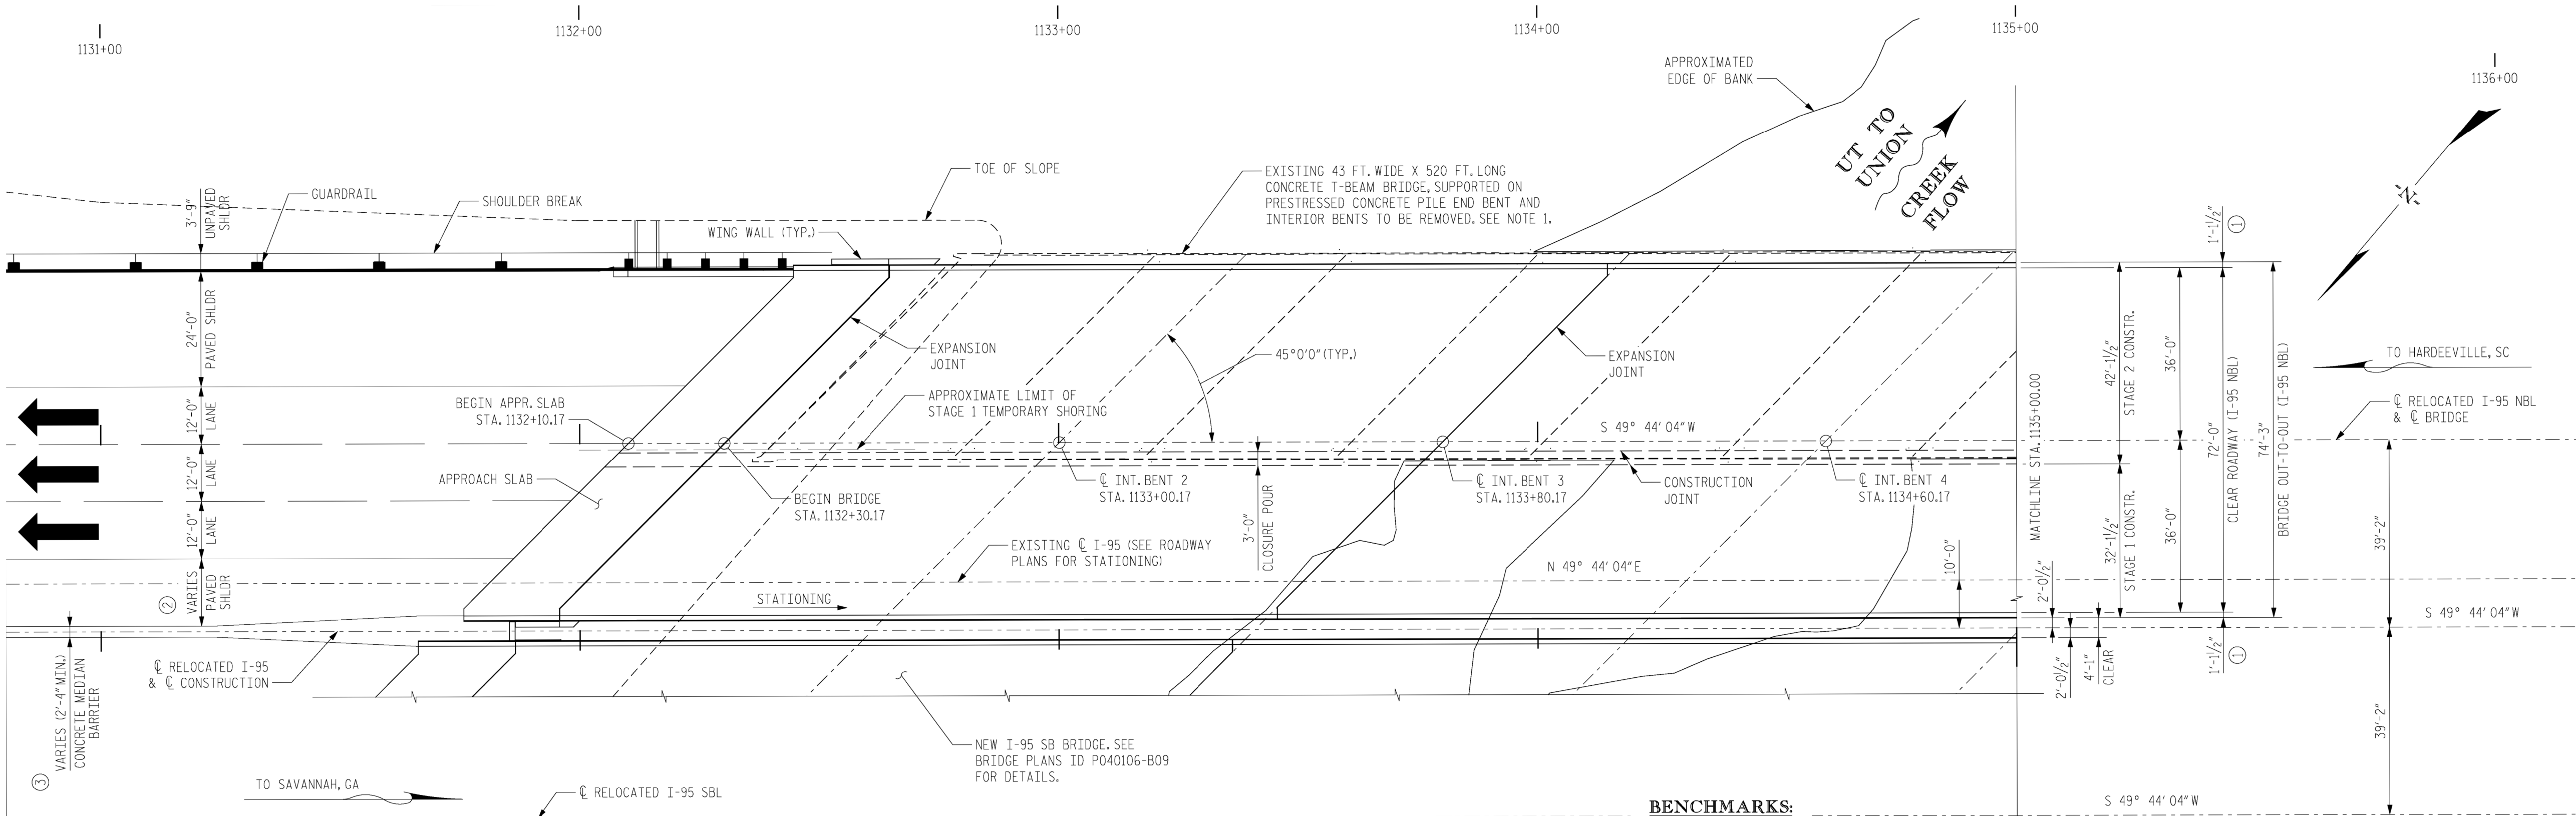 1131+00
1132+00
1133+00
1134+00
1135+00
1136+00
APPROXIMATED
EDGE OF BANK
UT TO
UNION
CREEK
FLOW
N
3'-9"
UNPAVED
SHLDR
GUARDRAIL
SHOULDER BREAK
TOE OF SLOPE
WING WALL (TYP.)
EXISTING 43 FT. WIDE X 520 FT. LONG
CONCRETE T-BEAM BRIDGE, SUPPORTED ON
PRESTRESSED CONCRETE PILE END BENT AND
INTERIOR BENTS TO BE REMOVED. SEE NOTE 1.
1'-1½"
1
24'-0"
PAVED SHLDR
EXPANSION
JOINT
45°0'0" (TYP.)
EXPANSION
JOINT
42'-1½"
STAGE 2 CONSTR.
36'-0"
72'-0"
CLEAR ROADWAY (I-95 NBL)
74'-3"
BRIDGE OUT-TO-OUT (I-95 NBL)
TO HARDEEVILLE, SC
℄ RELOCATED I-95 NBL
& ℄ BRIDGE
12'-0"
LANE
12'-0"
LANE
12'-0"
LANE
BEGIN APPR. SLAB
STA. 1132+10.17
APPROXIMATE LIMIT OF
STAGE 1 TEMPORARY SHORING
S 49° 44' 04" W
MATCHLINE STA. 1135+00.00
APPROACH SLAB
BEGIN BRIDGE
STA. 1132+30.17
℄ INT. BENT 2
STA. 1133+00.17
℄ INT. BENT 3
STA. 1133+80.17
CONSTRUCTION
JOINT
℄ INT. BENT 4
STA. 1134+60.17
3'-0"
CLOSURE POUR
32'-1½"
STAGE 1 CONSTR.
36'-0"
39'-2"
EXISTING ℄ I-95 (SEE ROADWAY
PLANS FOR STATIONING)
N 49° 44' 04" E
10'-0"
2'-0½"
2
VARIES
PAVED
SHLDR
STATIONING
S 49° 44' 04" W
℄ RELOCATED I-95
& ℄ CONSTRUCTION
2'-0½"
4'-1"
CLEAR
1'-1½"
1
39'-2"
3
VARIES (2'-4" MIN.)
CONCRETE MEDIAN
BARRIER
NEW I-95 SB BRIDGE. SEE
BRIDGE PLANS ID P040106-B09
FOR DETAILS.
TO SAVANNAH, GA
℄ RELOCATED I-95 SBL
BENCHMARKS:
S 49° 44' 04" W